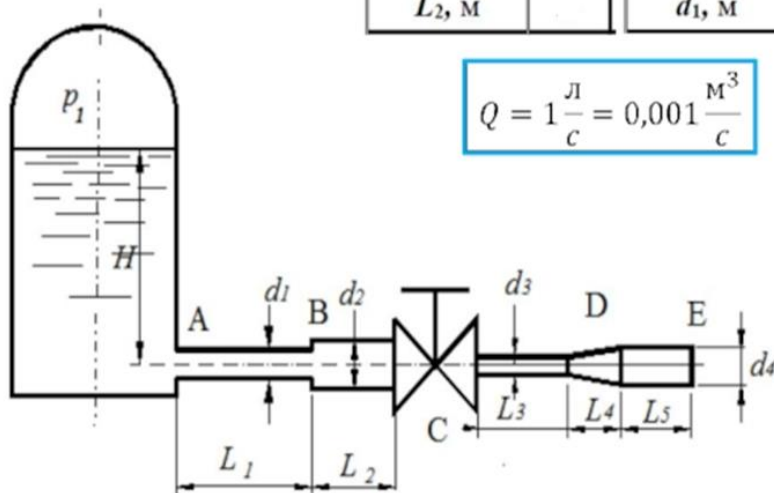 L₂, м d₁, м
Q = 1 л/с = 0,001 м³/с
p₁
H
A d₁ B d₂ d₃ D E
d₄
C L₃ L₄ L₅
L₁ L₂